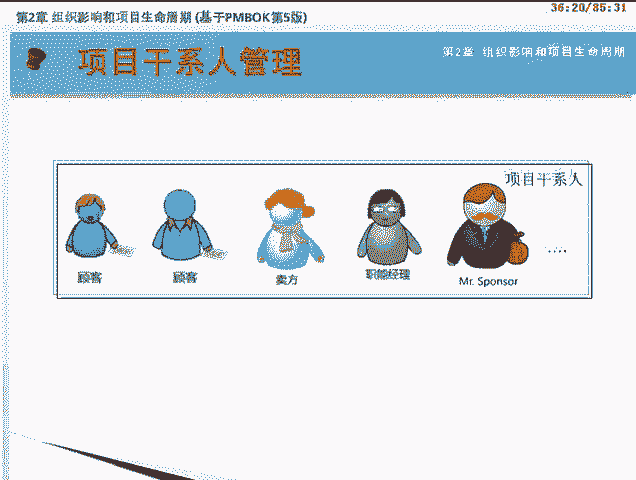 36:20/85:31
第2章 组织影响和项目生命周期 (基于PMBOK第5版)
项目干系人管理
第2章 组织影响和项目生命周期
项目干系人
顾客
顾客
卖方
职能经理
Mr. Sponsor
....